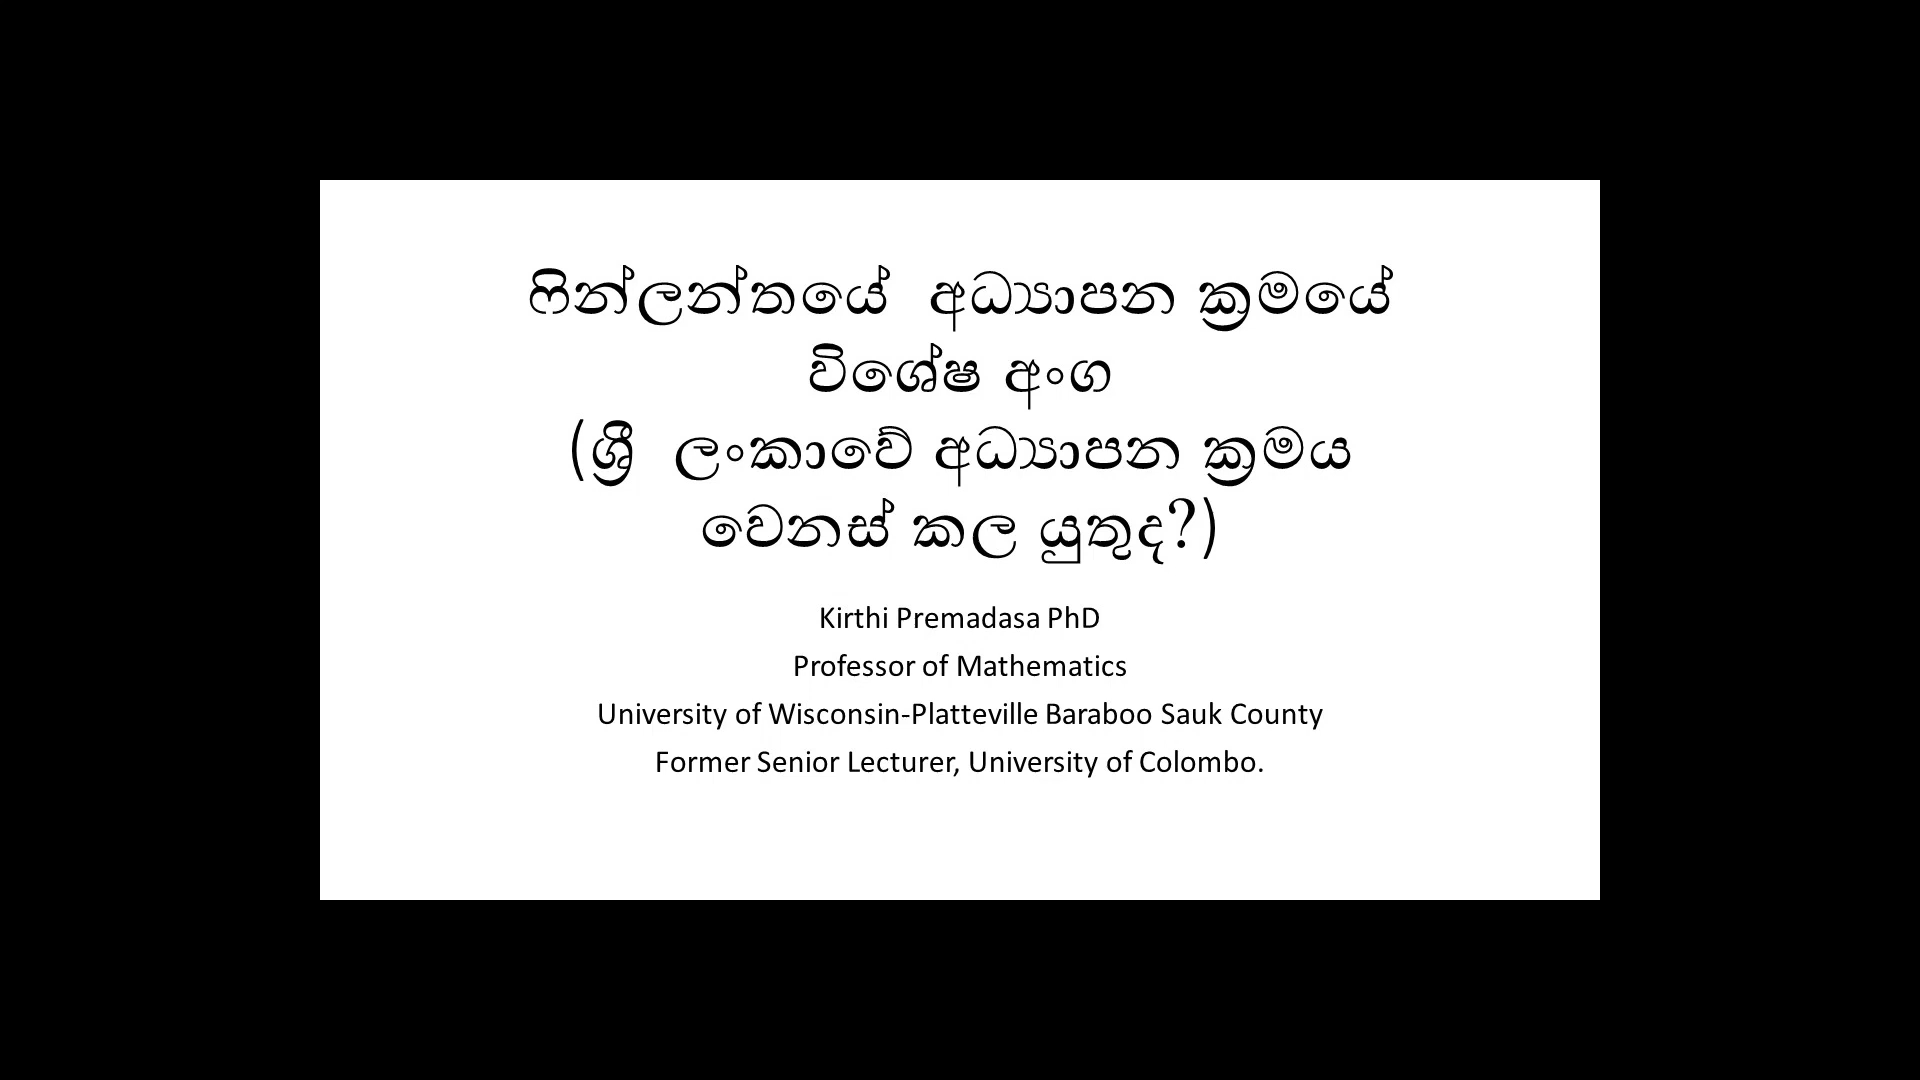 ෆින්ලන්තයේ අධ්‍යාපන ක්‍රමයේ
විශේෂ අංග
(ශ්‍රී ලංකාවේ අධ්‍යාපන ක්‍රමය
වෙනස් කල යුතුද?)
Kirthi Premadasa PhD
Professor of Mathematics
University of Wisconsin-Platteville Baraboo Sauk County
Former Senior Lecturer, University of Colombo.